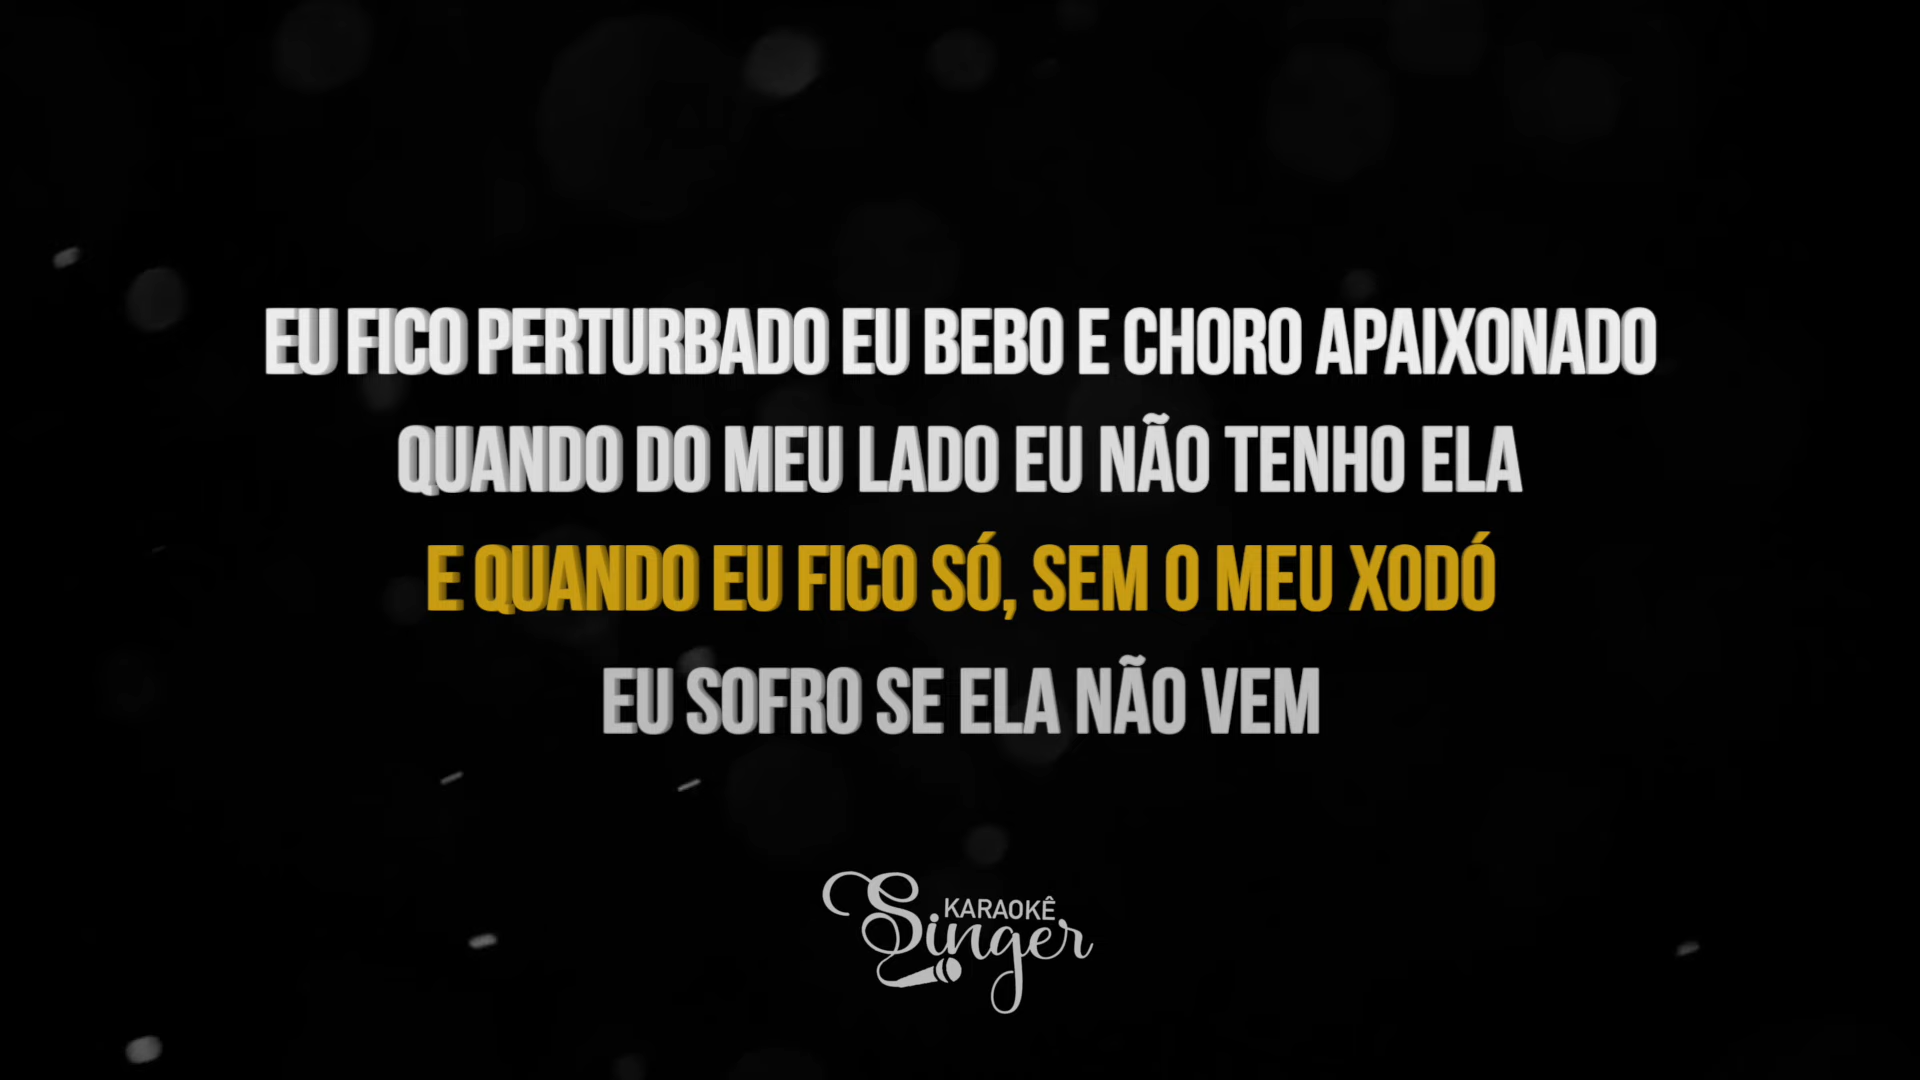 EU FICO PERTURBADO EU BEBO E CHORO APAIXONADO
QUANDO DO MEU LADO EU NÃO TENHO ELA
E QUANDO EU FICO SÓ, SEM O MEU XODÓ
EU SOFRO SE ELA NÃO VEM
KARAOKÊ
Singer